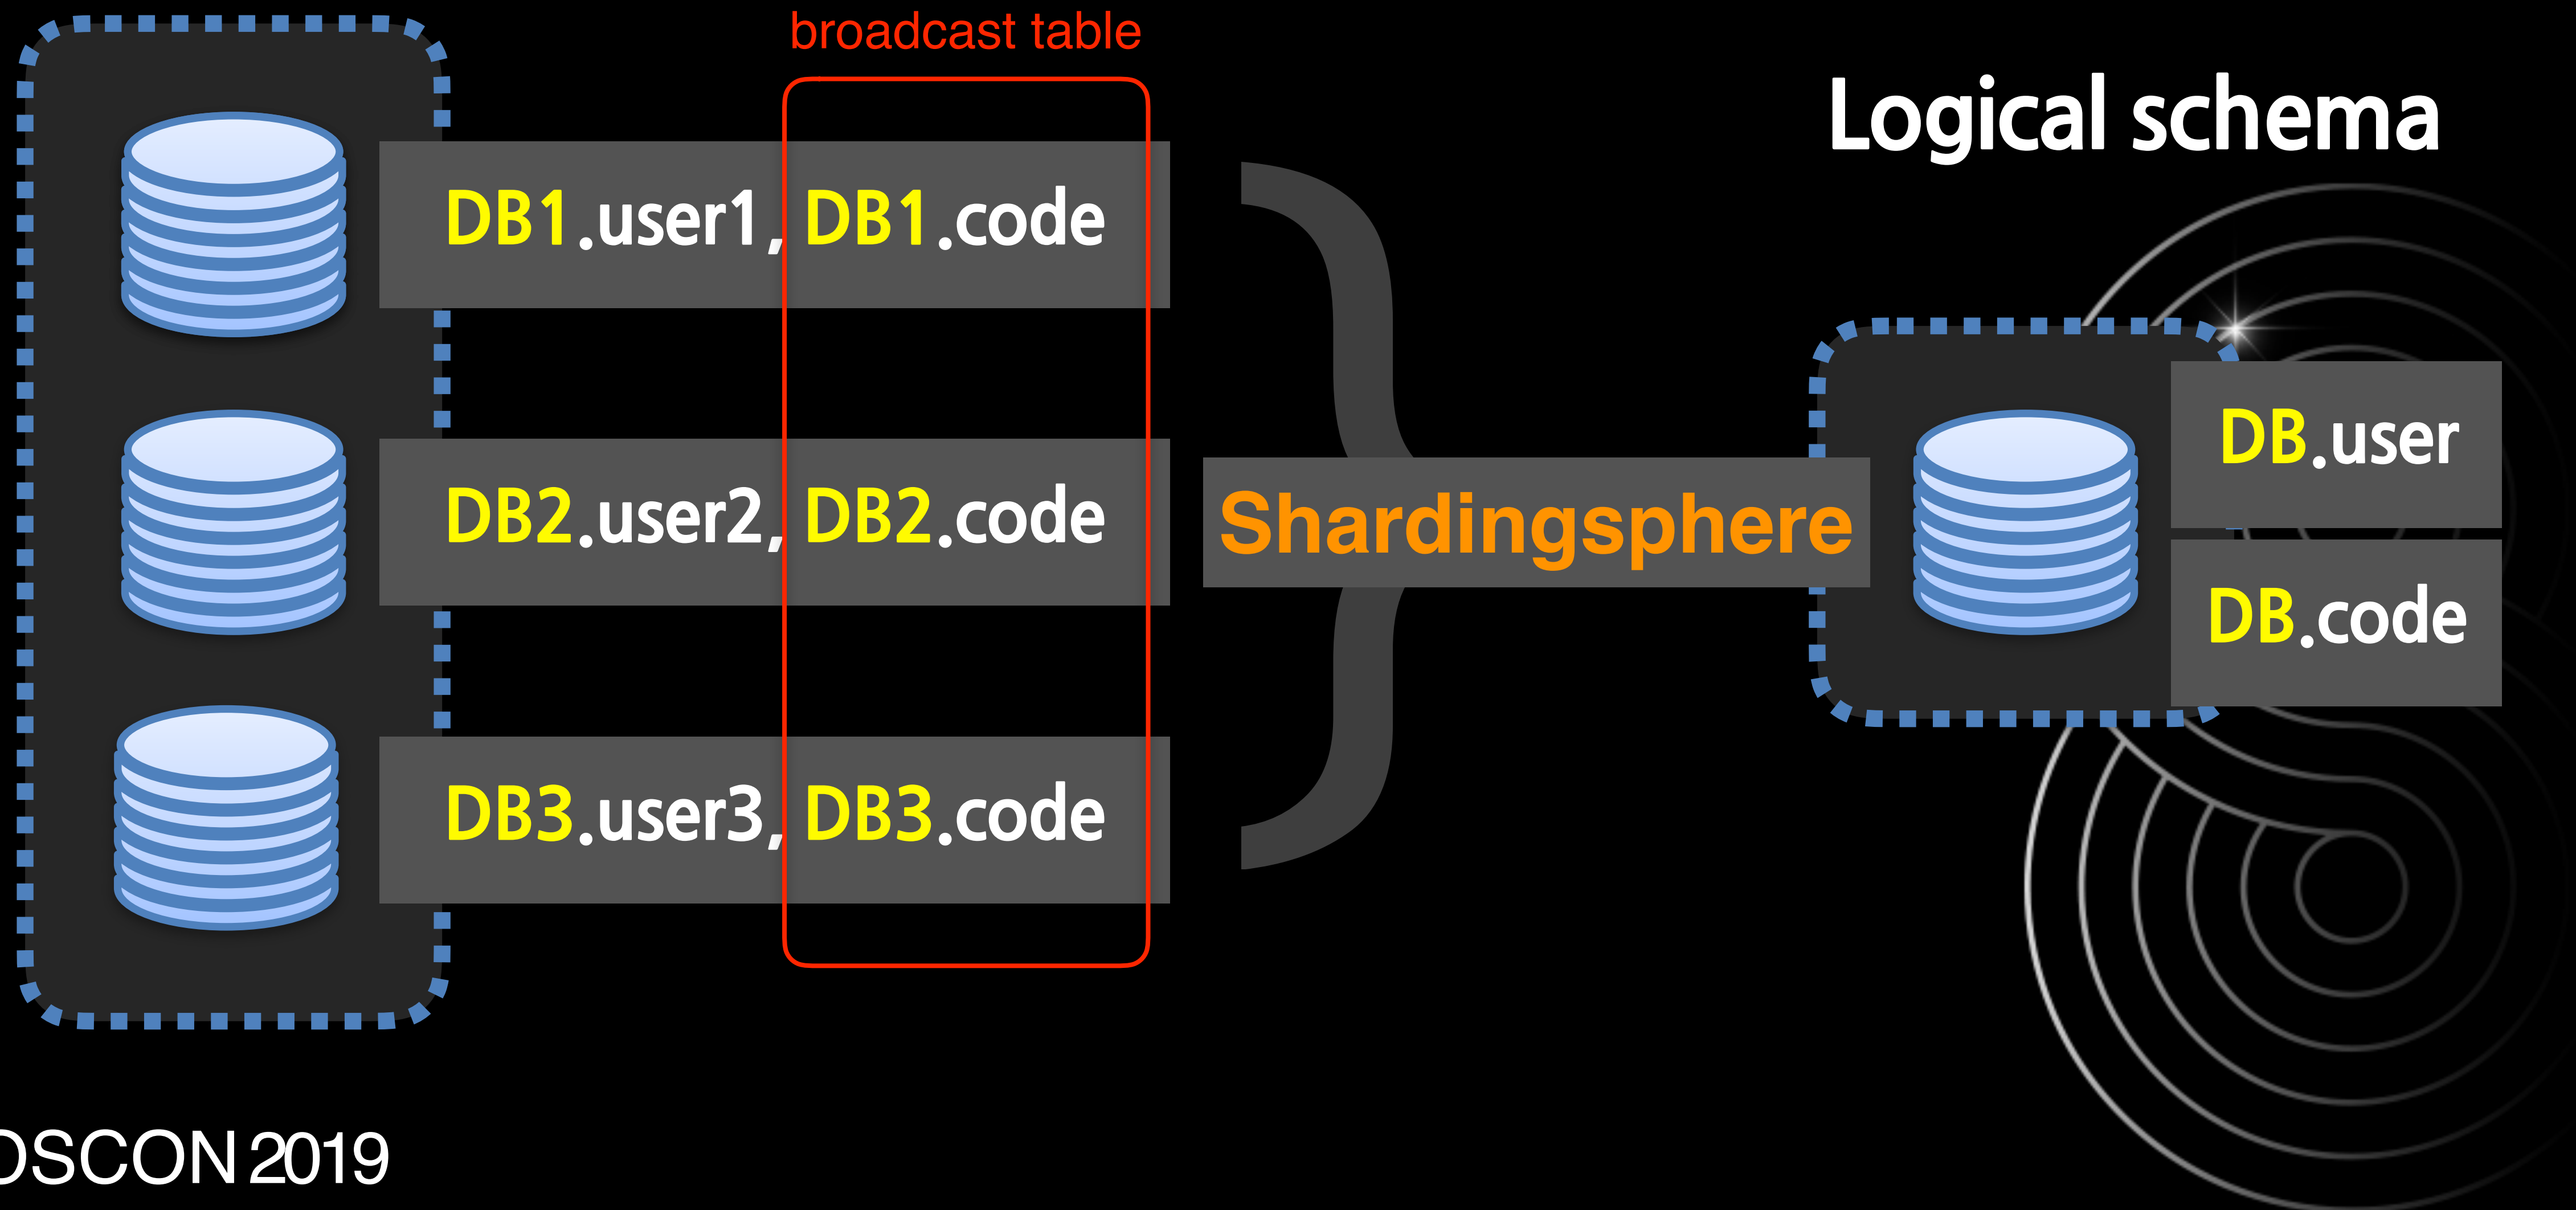 broadcast table
Logical schema
DB1.user1, DB1.code
DB2.user2, DB2.code
DB3.user3, DB3.code
Shardingsphere
DB.user
DB.code
OSCON 2019